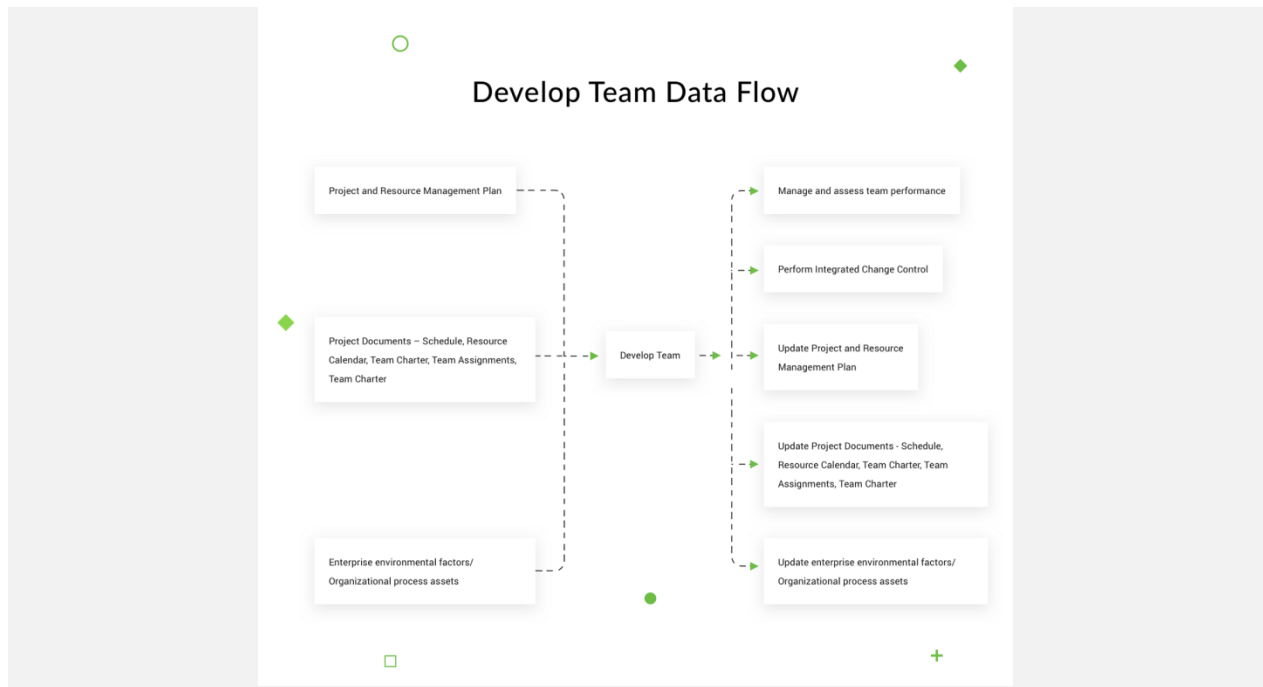 Develop Team Data Flow
Project and Resource Management Plan
Project Documents – Schedule, Resource
Calendar, Team Charter, Team Assignments,
Team Charter
Enterprise environmental factors/
Organizational process assets
Develop Team
Manage and assess team performance
Perform Integrated Change Control
Update Project and Resource
Management Plan
Update Project Documents - Schedule,
Resource Calendar, Team Charter, Team
Assignments, Team Charter
Update enterprise environmental factors/
Organizational process assets